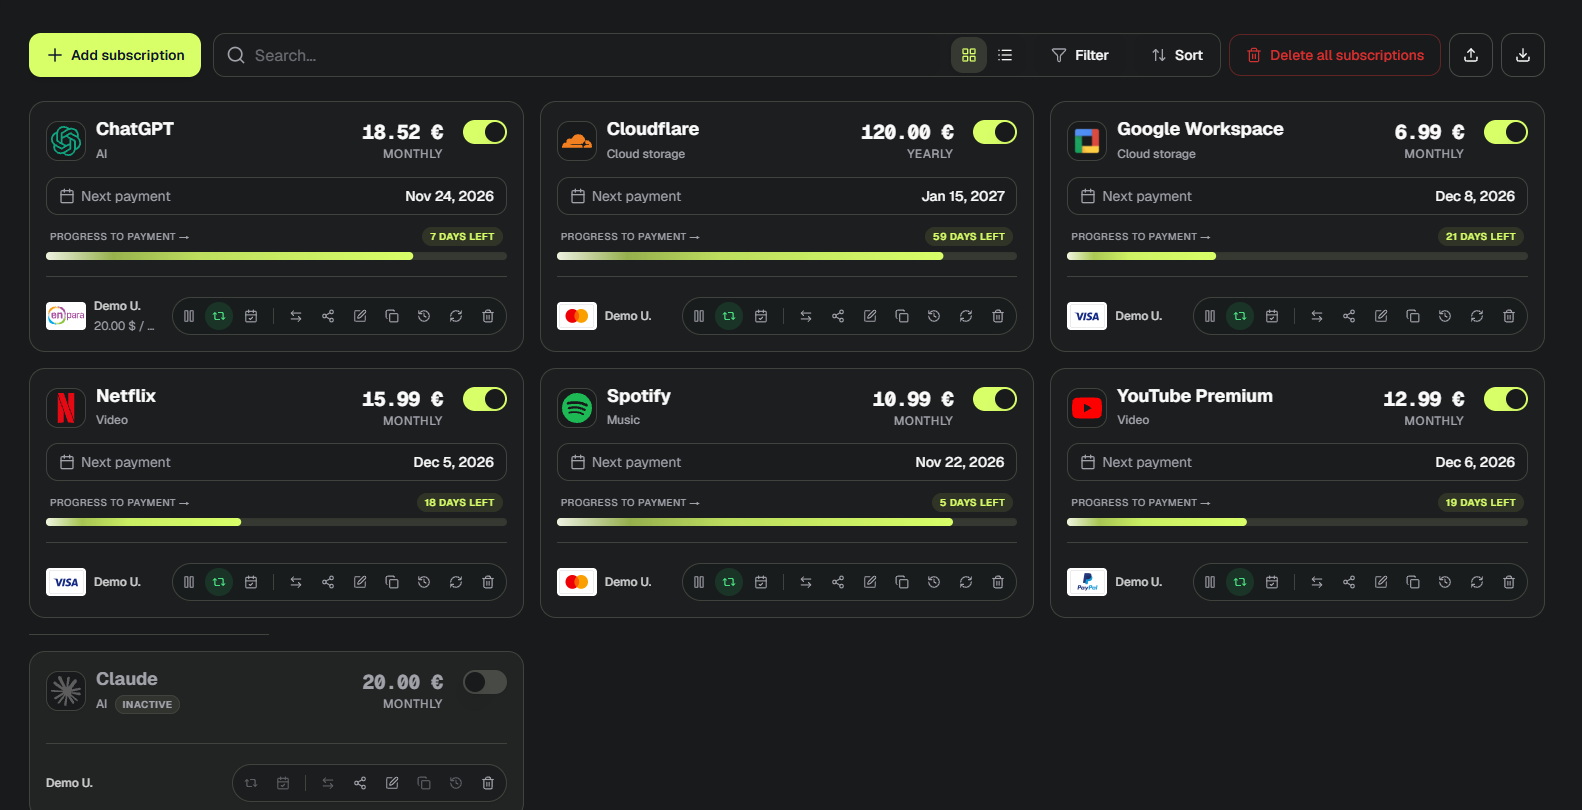 Add subscription
Search...
Filter
Sort
Delete all subscriptions
ChatGPT
18.52 €
AI
MONTHLY
Next payment
Nov 24, 2026
PROGRESS TO PAYMENT →
7 DAYS LEFT
enpara
Demo U.
20.00 $ / ...
Cloudflare
120.00 €
Cloud storage
YEARLY
Next payment
Jan 15, 2027
PROGRESS TO PAYMENT →
59 DAYS LEFT
Demo U.
Google Workspace
6.99 €
Cloud storage
MONTHLY
Next payment
Dec 8, 2026
PROGRESS TO PAYMENT →
21 DAYS LEFT
VISA
Demo U.
Netflix
15.99 €
Video
MONTHLY
Next payment
Dec 5, 2026
PROGRESS TO PAYMENT →
18 DAYS LEFT
VISA
Demo U.
Spotify
10.99 €
Music
MONTHLY
Next payment
Nov 22, 2026
PROGRESS TO PAYMENT →
5 DAYS LEFT
Demo U.
YouTube Premium
12.99 €
Video
MONTHLY
Next payment
Dec 6, 2026
PROGRESS TO PAYMENT →
19 DAYS LEFT
PayPal
Demo U.
Claude
20.00 €
AI
INACTIVE
MONTHLY
Demo U.